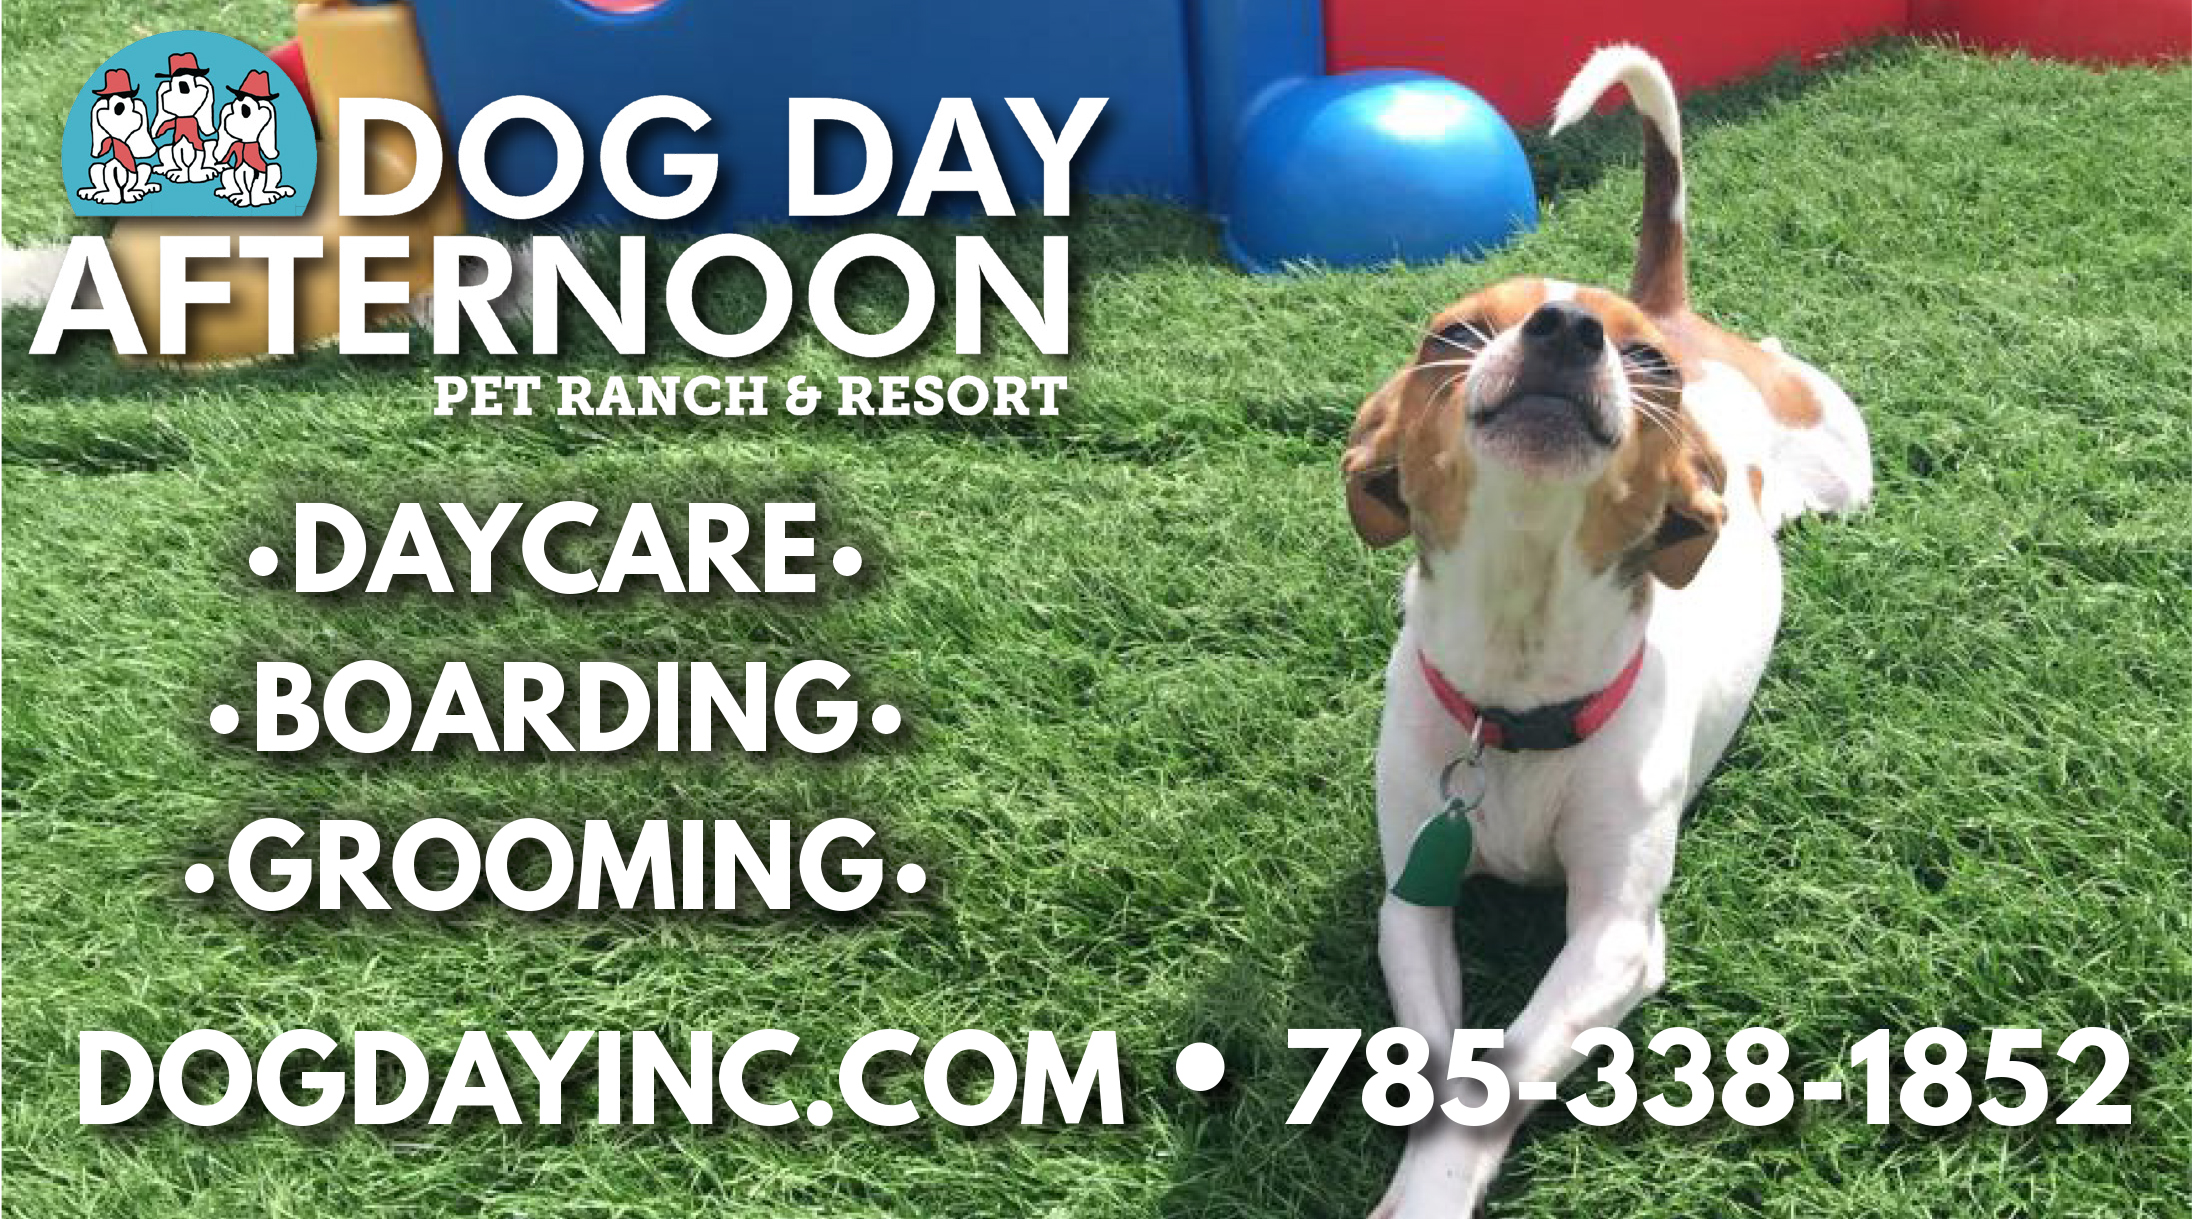 DOG DAY
AFTERNOON
PET RANCH & RESORT
•DAYCARE•
•BOARDING•
•GROOMING•
DOGDAYINC.COM • 785-338-1852